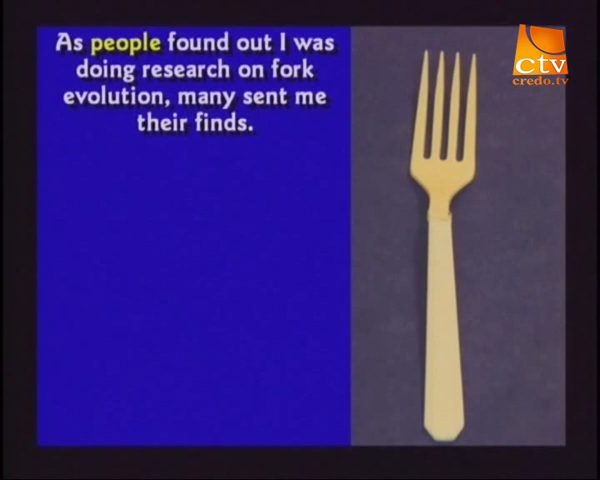 As people found out I was
doing research on fork
evolution, many sent me
their finds.
ctv
credo.tv